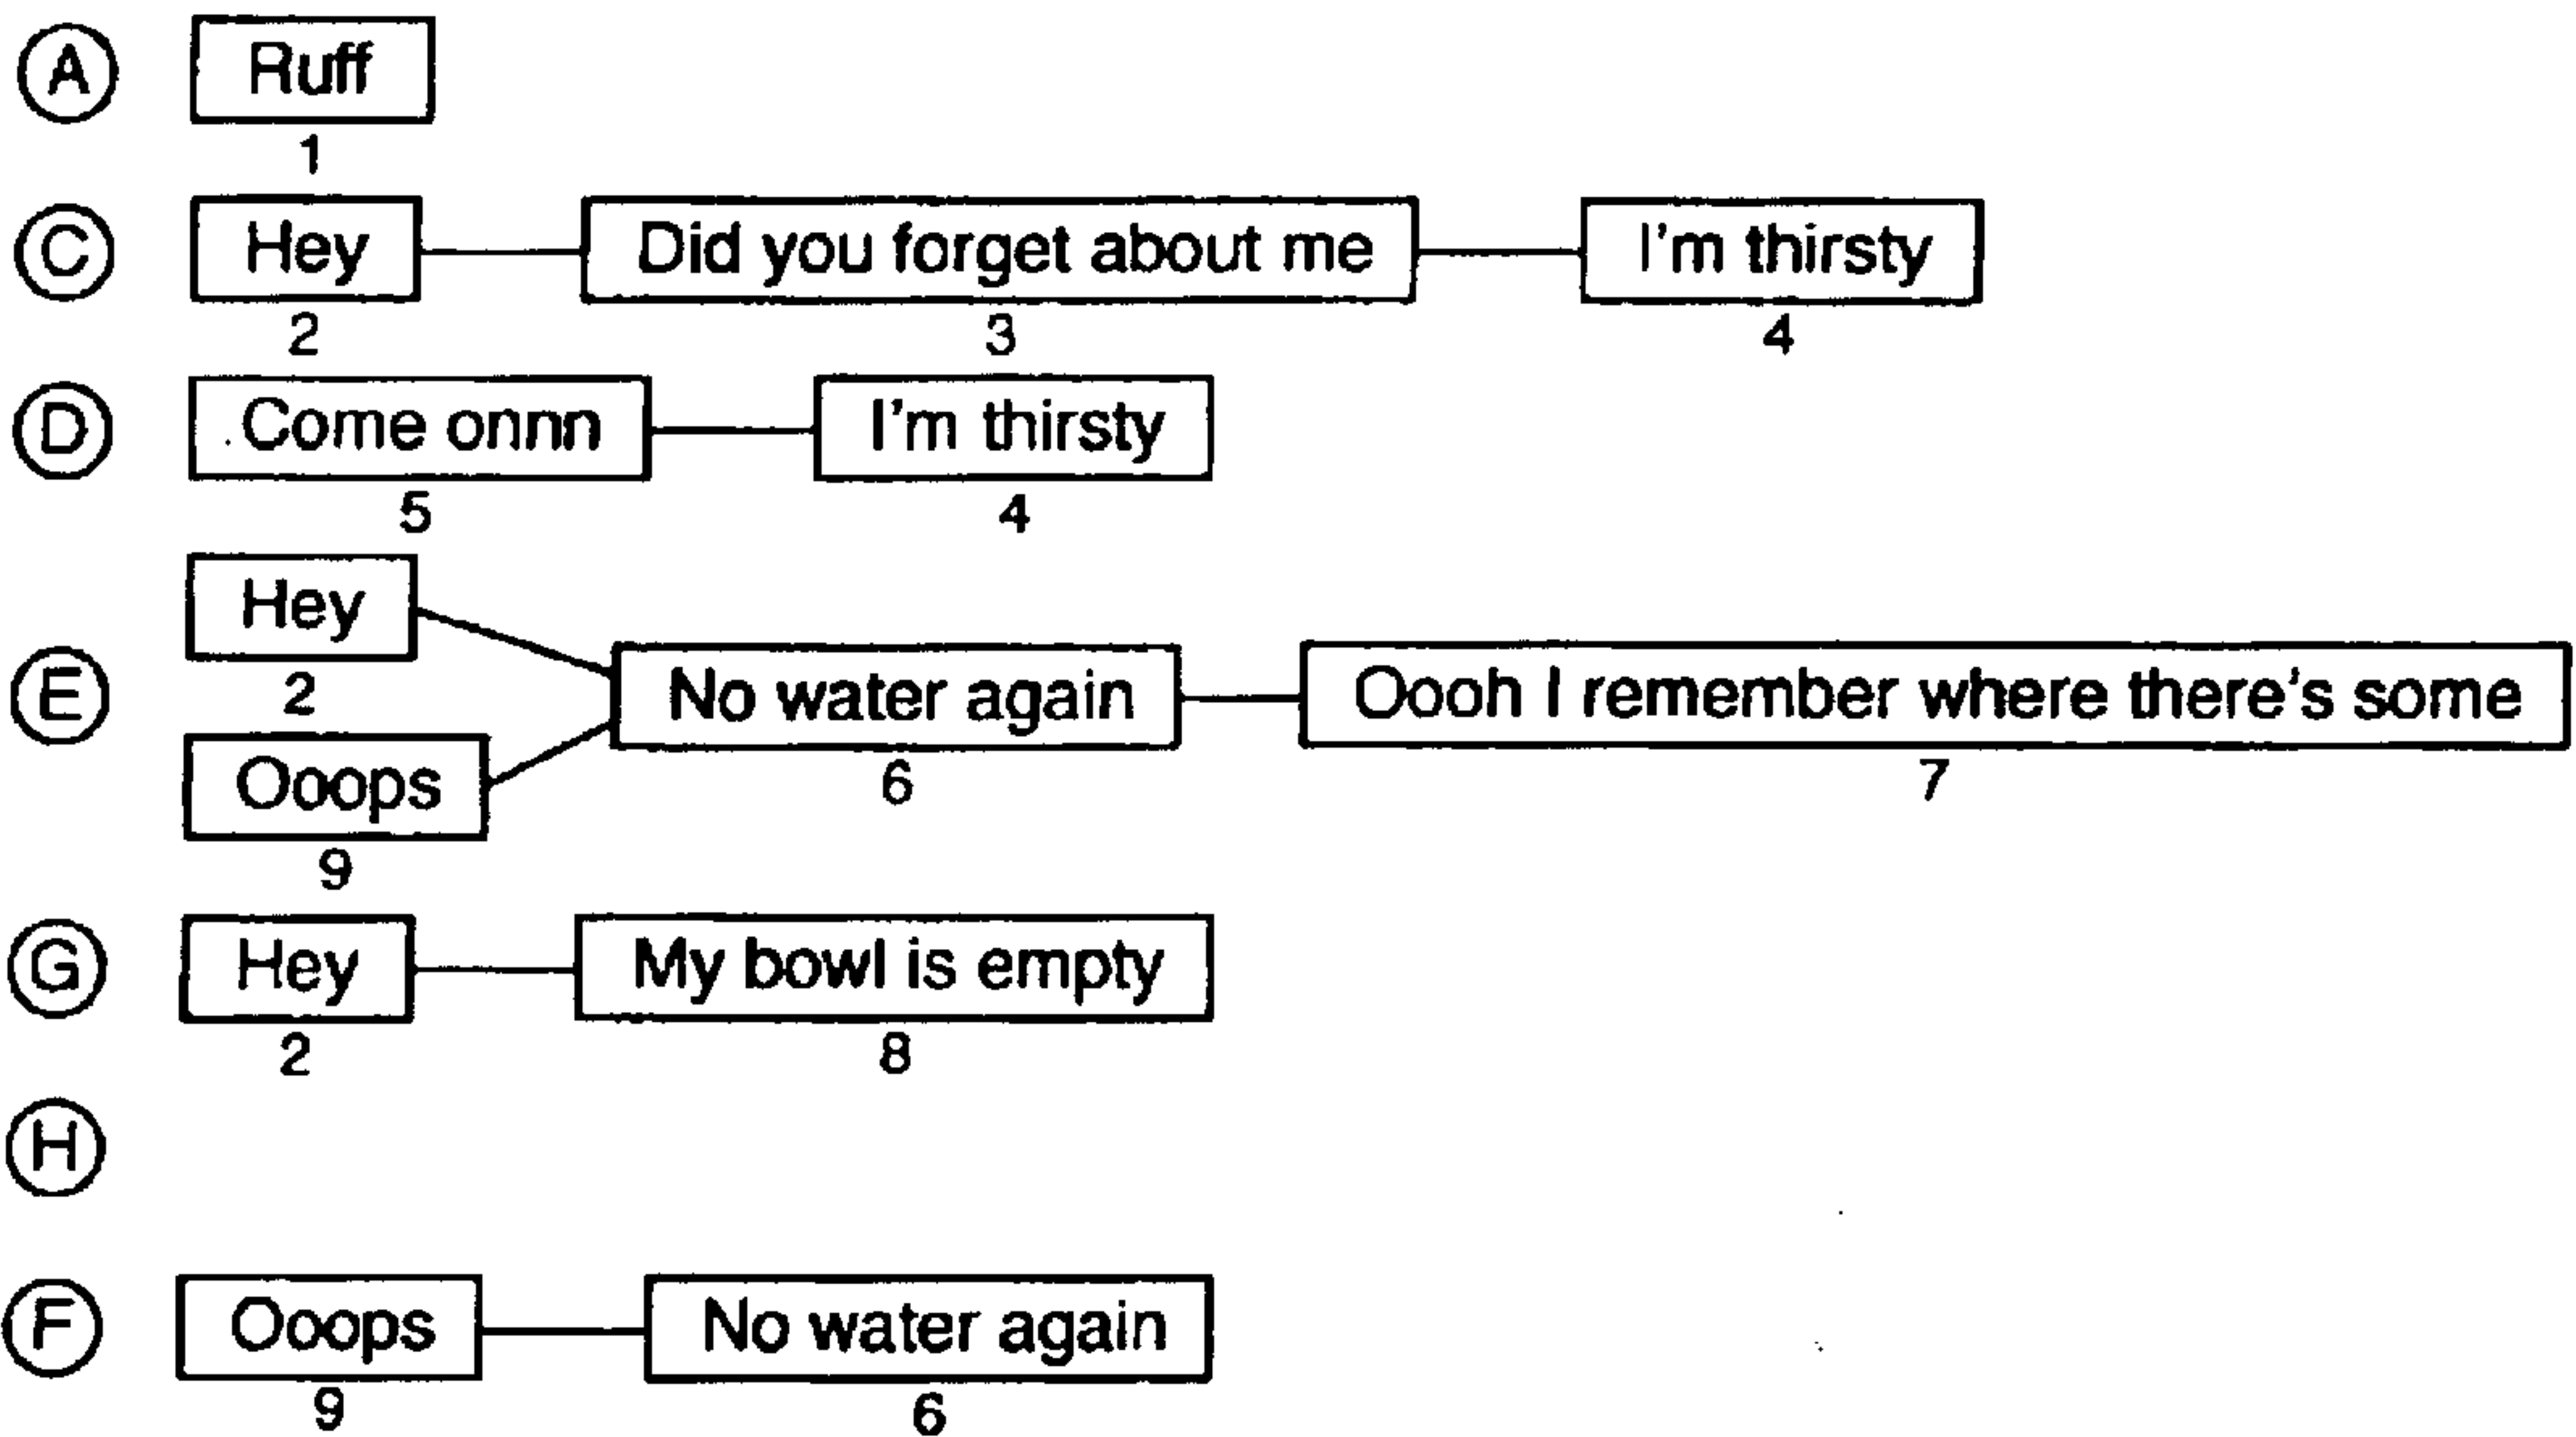 A Ruff
1
C Hey Did you forget about me I'm thirsty
2 3 4
D Come onnn I'm thirsty
5 4
Hey
2
E No water again Oooh I remember where there's some
6 7
Ooops
9
G Hey My bowl is empty
2 8
H
F Ooops No water again
9 6